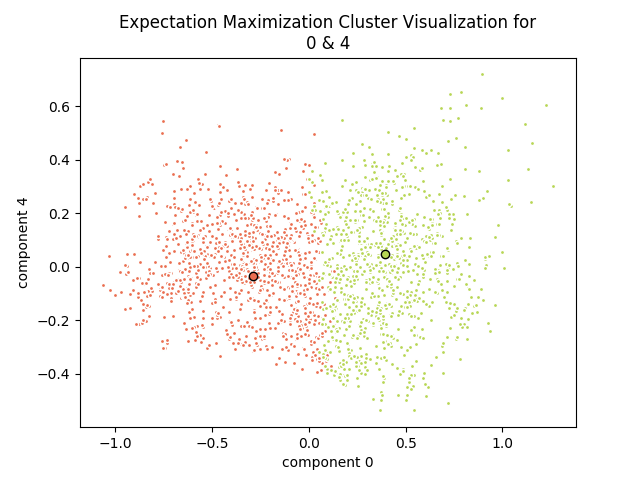 Expectation Maximization Cluster Visualization for
0 & 4
component 4
0.6
0.4
0.2
0.0
−0.2
−0.4
−1.0
−0.5
0.0
0.5
1.0
component 0